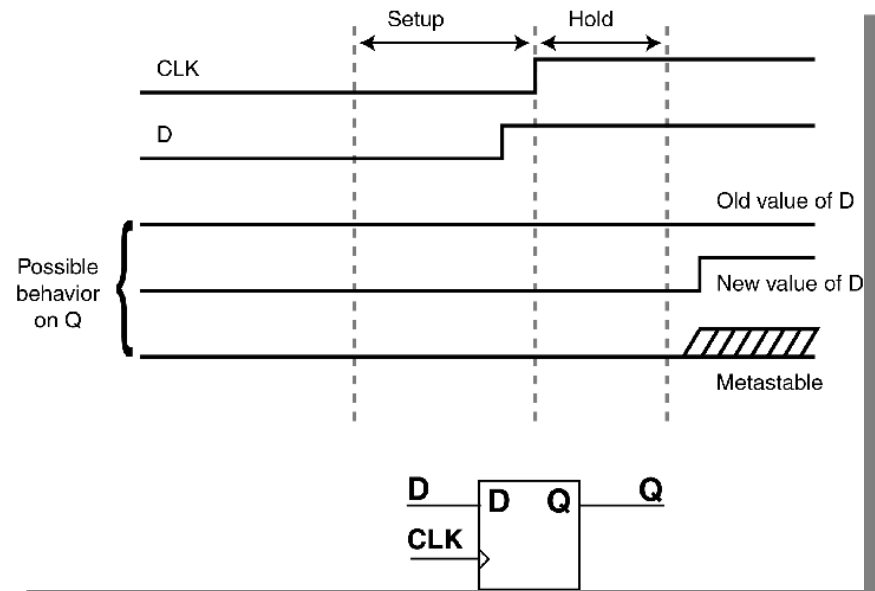 Setup
Hold
CLK
D
Old value of D
Possible
behavior
on Q
New value of D
Metastable
D
D
Q
Q
CLK